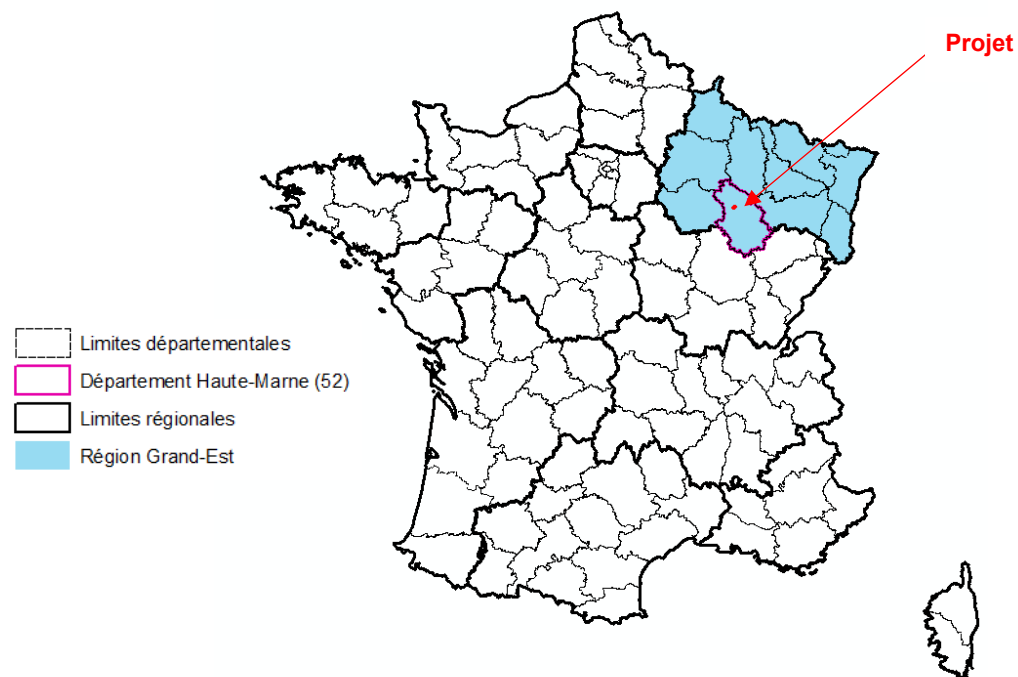 Projet
Limites départementales
Département Haute-Marne (52)
Limites régionales
Région Grand-Est